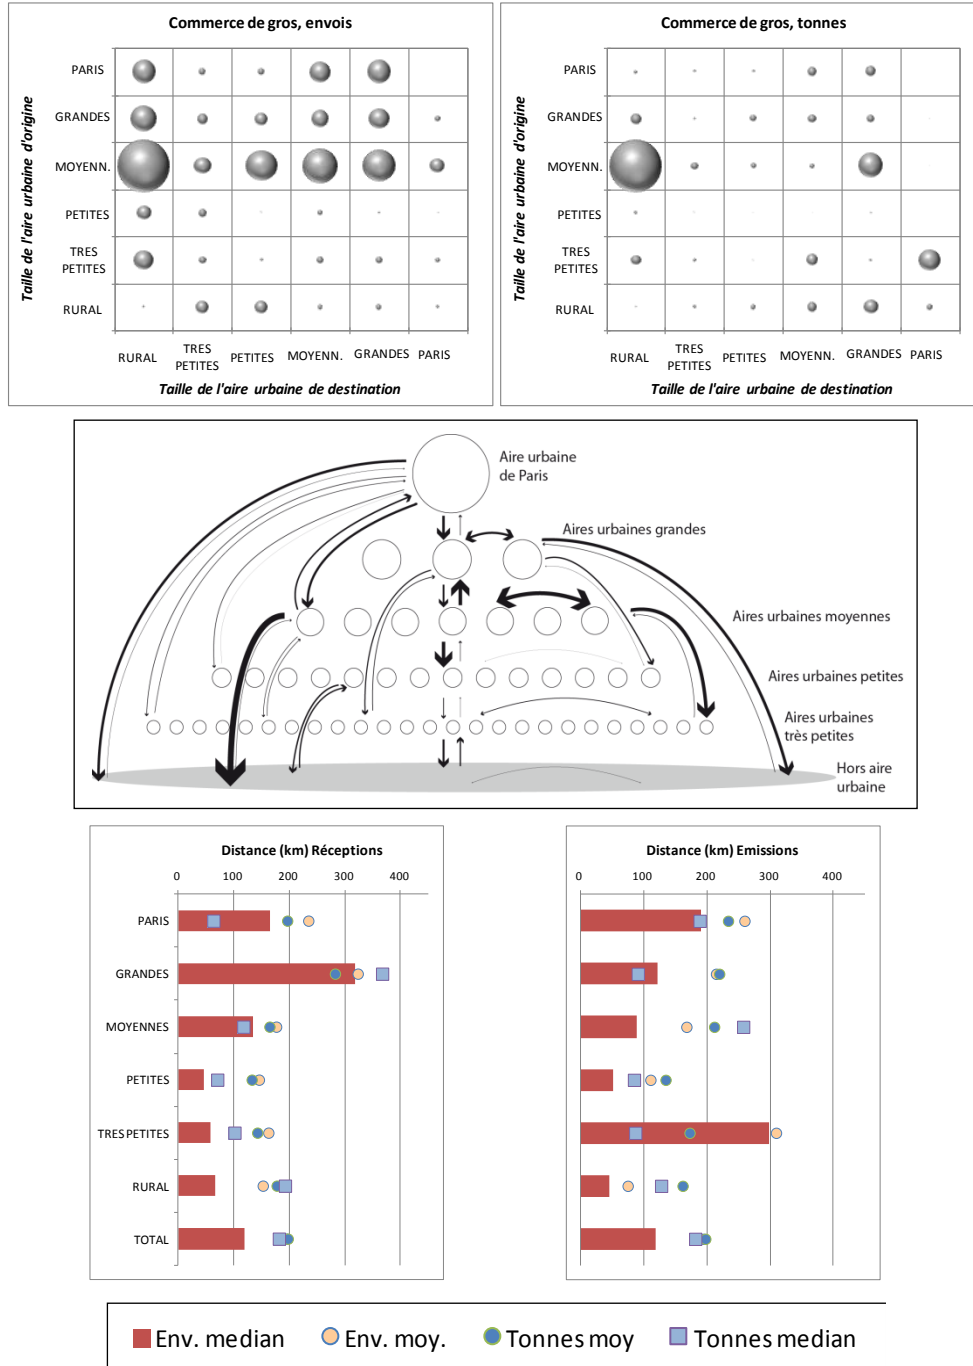 Commerce de gros, envois
Taille de l'aire urbaine d'origine
PARIS
GRANDES
MOYENN.
PETITES
TRES
PETITES
RURAL
RURAL
TRES
PETITES
PETITES
MOYENN.
GRANDES
PARIS
Taille de l'aire urbaine de destination
Commerce de gros, tonnes
Taille de l'aire urbaine d'origine
PARIS
GRANDES
MOYENN.
PETITES
TRES
PETITES
RURAL
RURAL
TRES
PETITES
PETITES
MOYENN.
GRANDES
PARIS
Taille de l'aire urbaine de destination
Aire urbaine
de Paris
Aires urbaines grandes
Aires urbaines moyennes
Aires urbaines petites
Aires urbaines
très petites
Hors aire
urbaine
Distance (km) Réceptions
0 100 200 300 400
PARIS
GRANDES
MOYENNES
PETITES
TRES PETITES
RURAL
TOTAL
Distance (km) Emissions
0 100 200 300 400
Env. median
Env. moy.
Tonnes moy
Tonnes median